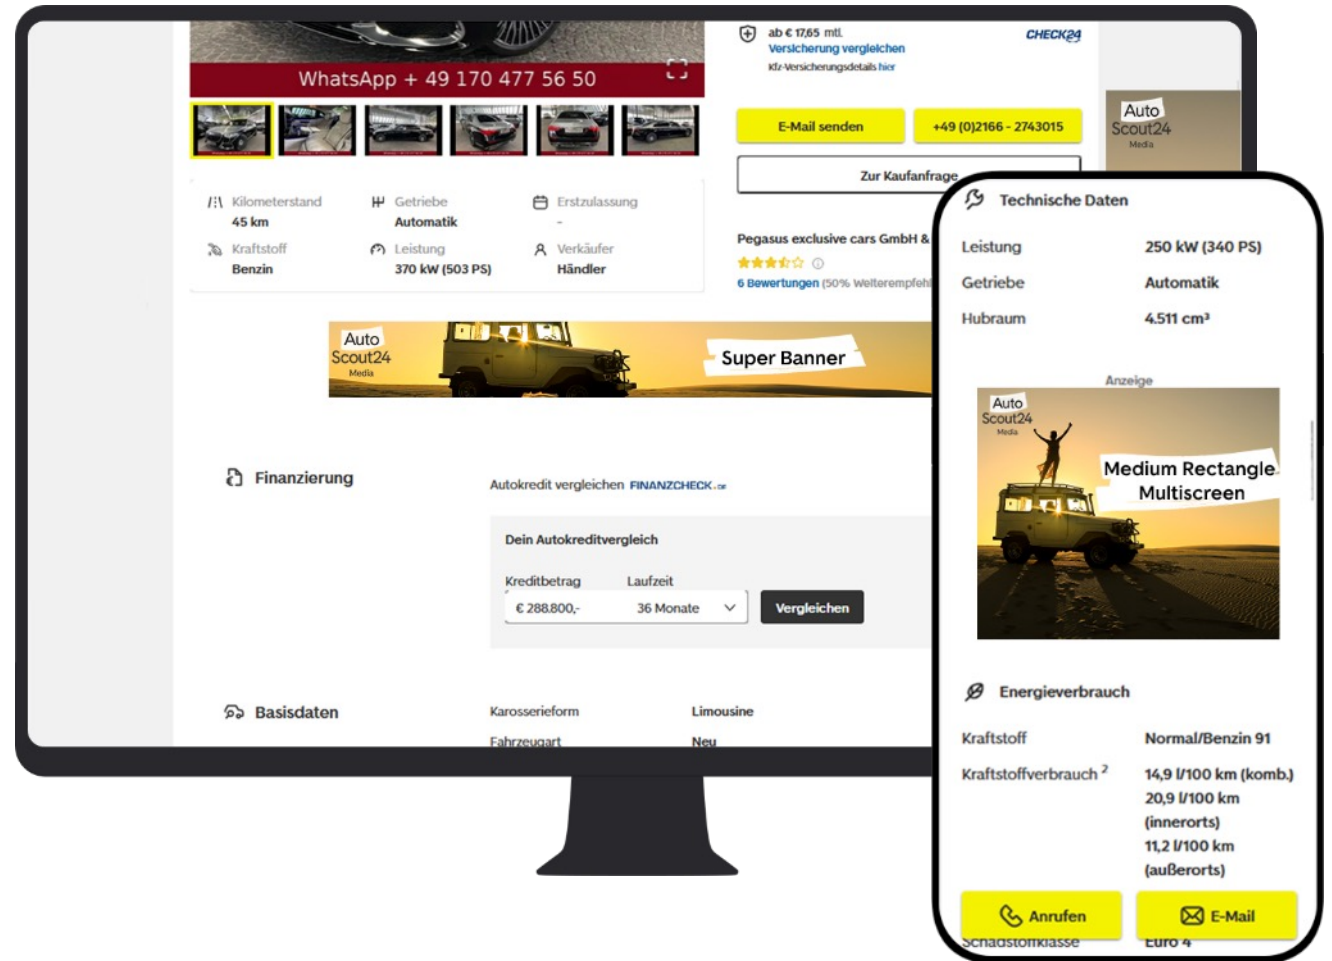 WhatsApp + 49 170 477 56 50
ab € 17,65 mtl.
CHECK24
Versicherung vergleichen
Kfz-Versicherungsdetails hier
E-Mail senden
+49 (0)2166 - 2743015
Zur Kaufanfrage
Auto
Scout24
Media
Kilometerstand
45 km
Getriebe
Automatik
Erstzulassung
-
Kraftstoff
Benzin
Leistung
370 kW (503 PS)
Verkäufer
Händler
Pegasus exclusive cars GmbH &
6 Bewertungen (50% Weiterempfehl
Auto
Scout24
Media
Super Banner
Finanzierung
Autokredit vergleichen FINANZCHECK.DE
Dein Autokreditvergleich
Kreditbetrag
Laufzeit
€ 288.800,-
36 Monate
Vergleichen
Basisdaten
Karosserieform
Limousine
Fahrzeugart
Neu
Technische Daten
Leistung
250 kW (340 PS)
Getriebe
Automatik
Hubraum
4.511 cm³
Anzeige
Auto
Scout24
Media
Medium Rectangle
Multiscreen
Energieverbrauch
Kraftstoff
Normal/Benzin 91
Kraftstoffverbrauch 2
14,9 l/100 km (komb.)
20,9 l/100 km
(innerorts)
11,2 l/100 km
(außerorts)
Anrufen
E-Mail
Schadstoffklasse
Euro 4